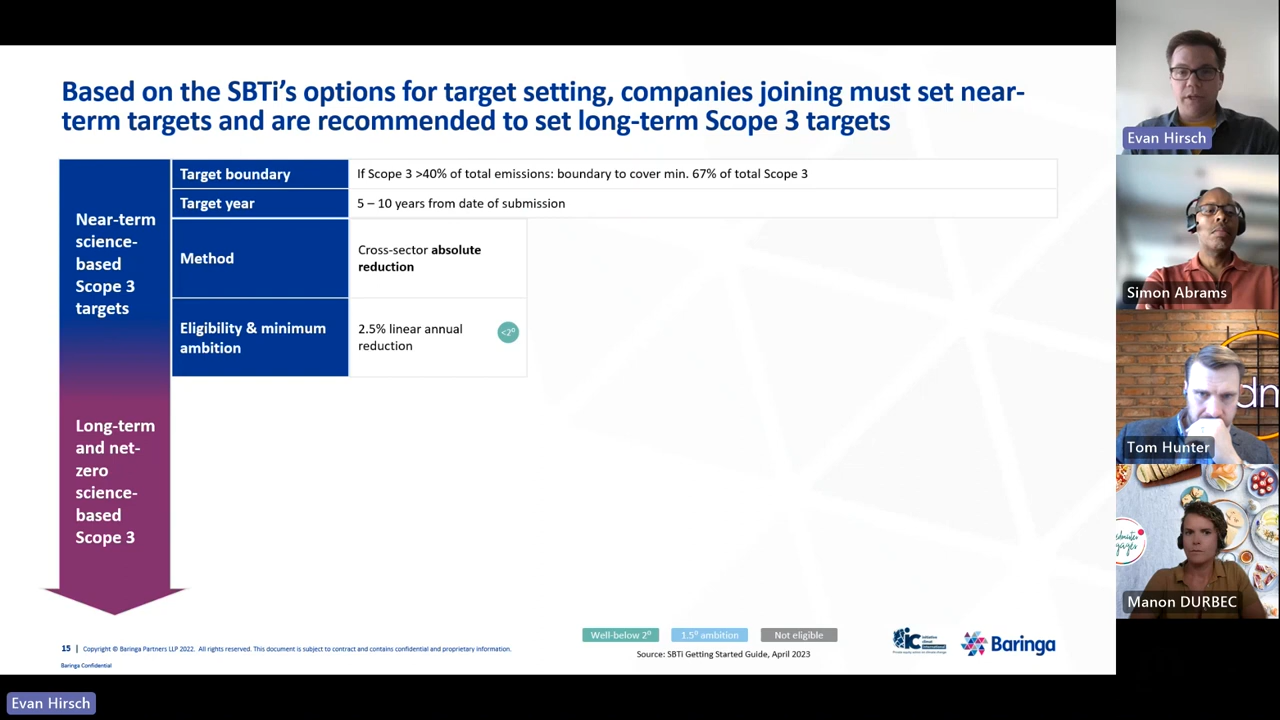 Based on the SBTi's options for target setting, companies joining must set near-
term targets and are recommended to set long-term Scope 3 targets
Near-term
science-
based
Scope 3
targets
Long-term
and net-
zero
science-
based
Scope 3
Target boundary
If Scope 3 >40% of total emissions: boundary to cover min. 67% of total Scope 3
Target year
5 – 10 years from date of submission
Method
Cross-sector absolute
reduction
Eligibility & minimum
ambition
2.5% linear annual
reduction
<2⁰
Well-below 2⁰
1.5⁰ ambition
Not eligible
Source: SBTi Getting Started Guide, April 2023
15 | Copyright © Baringa Partners LLP 2022. All rights reserved. This document is subject to contract and contains confidential and proprietary information.
Baringa Confidential
Baringa
Evan Hirsch
Simon Abrams
Tom Hunter
Manon DURBEC
Evan Hirsch